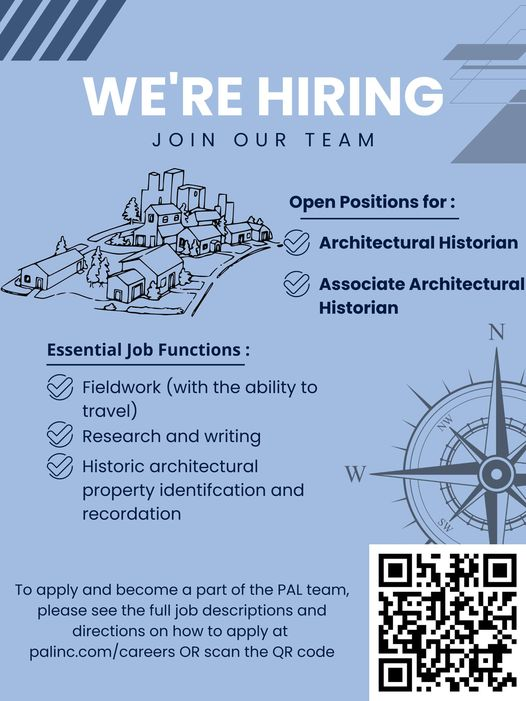 WE'RE HIRING
JOIN OUR TEAM
Open Positions for :
Architectural Historian
Associate Architectural
Historian
Essential Job Functions :
Fieldwork (with the ability to
travel)
Research and writing
Historic architectural
property identifcation and
recordation
N
NW
W
SW
To apply and become a part of the PAL team,
please see the full job descriptions and
directions on how to apply at
palinc.com/careers OR scan the QR code